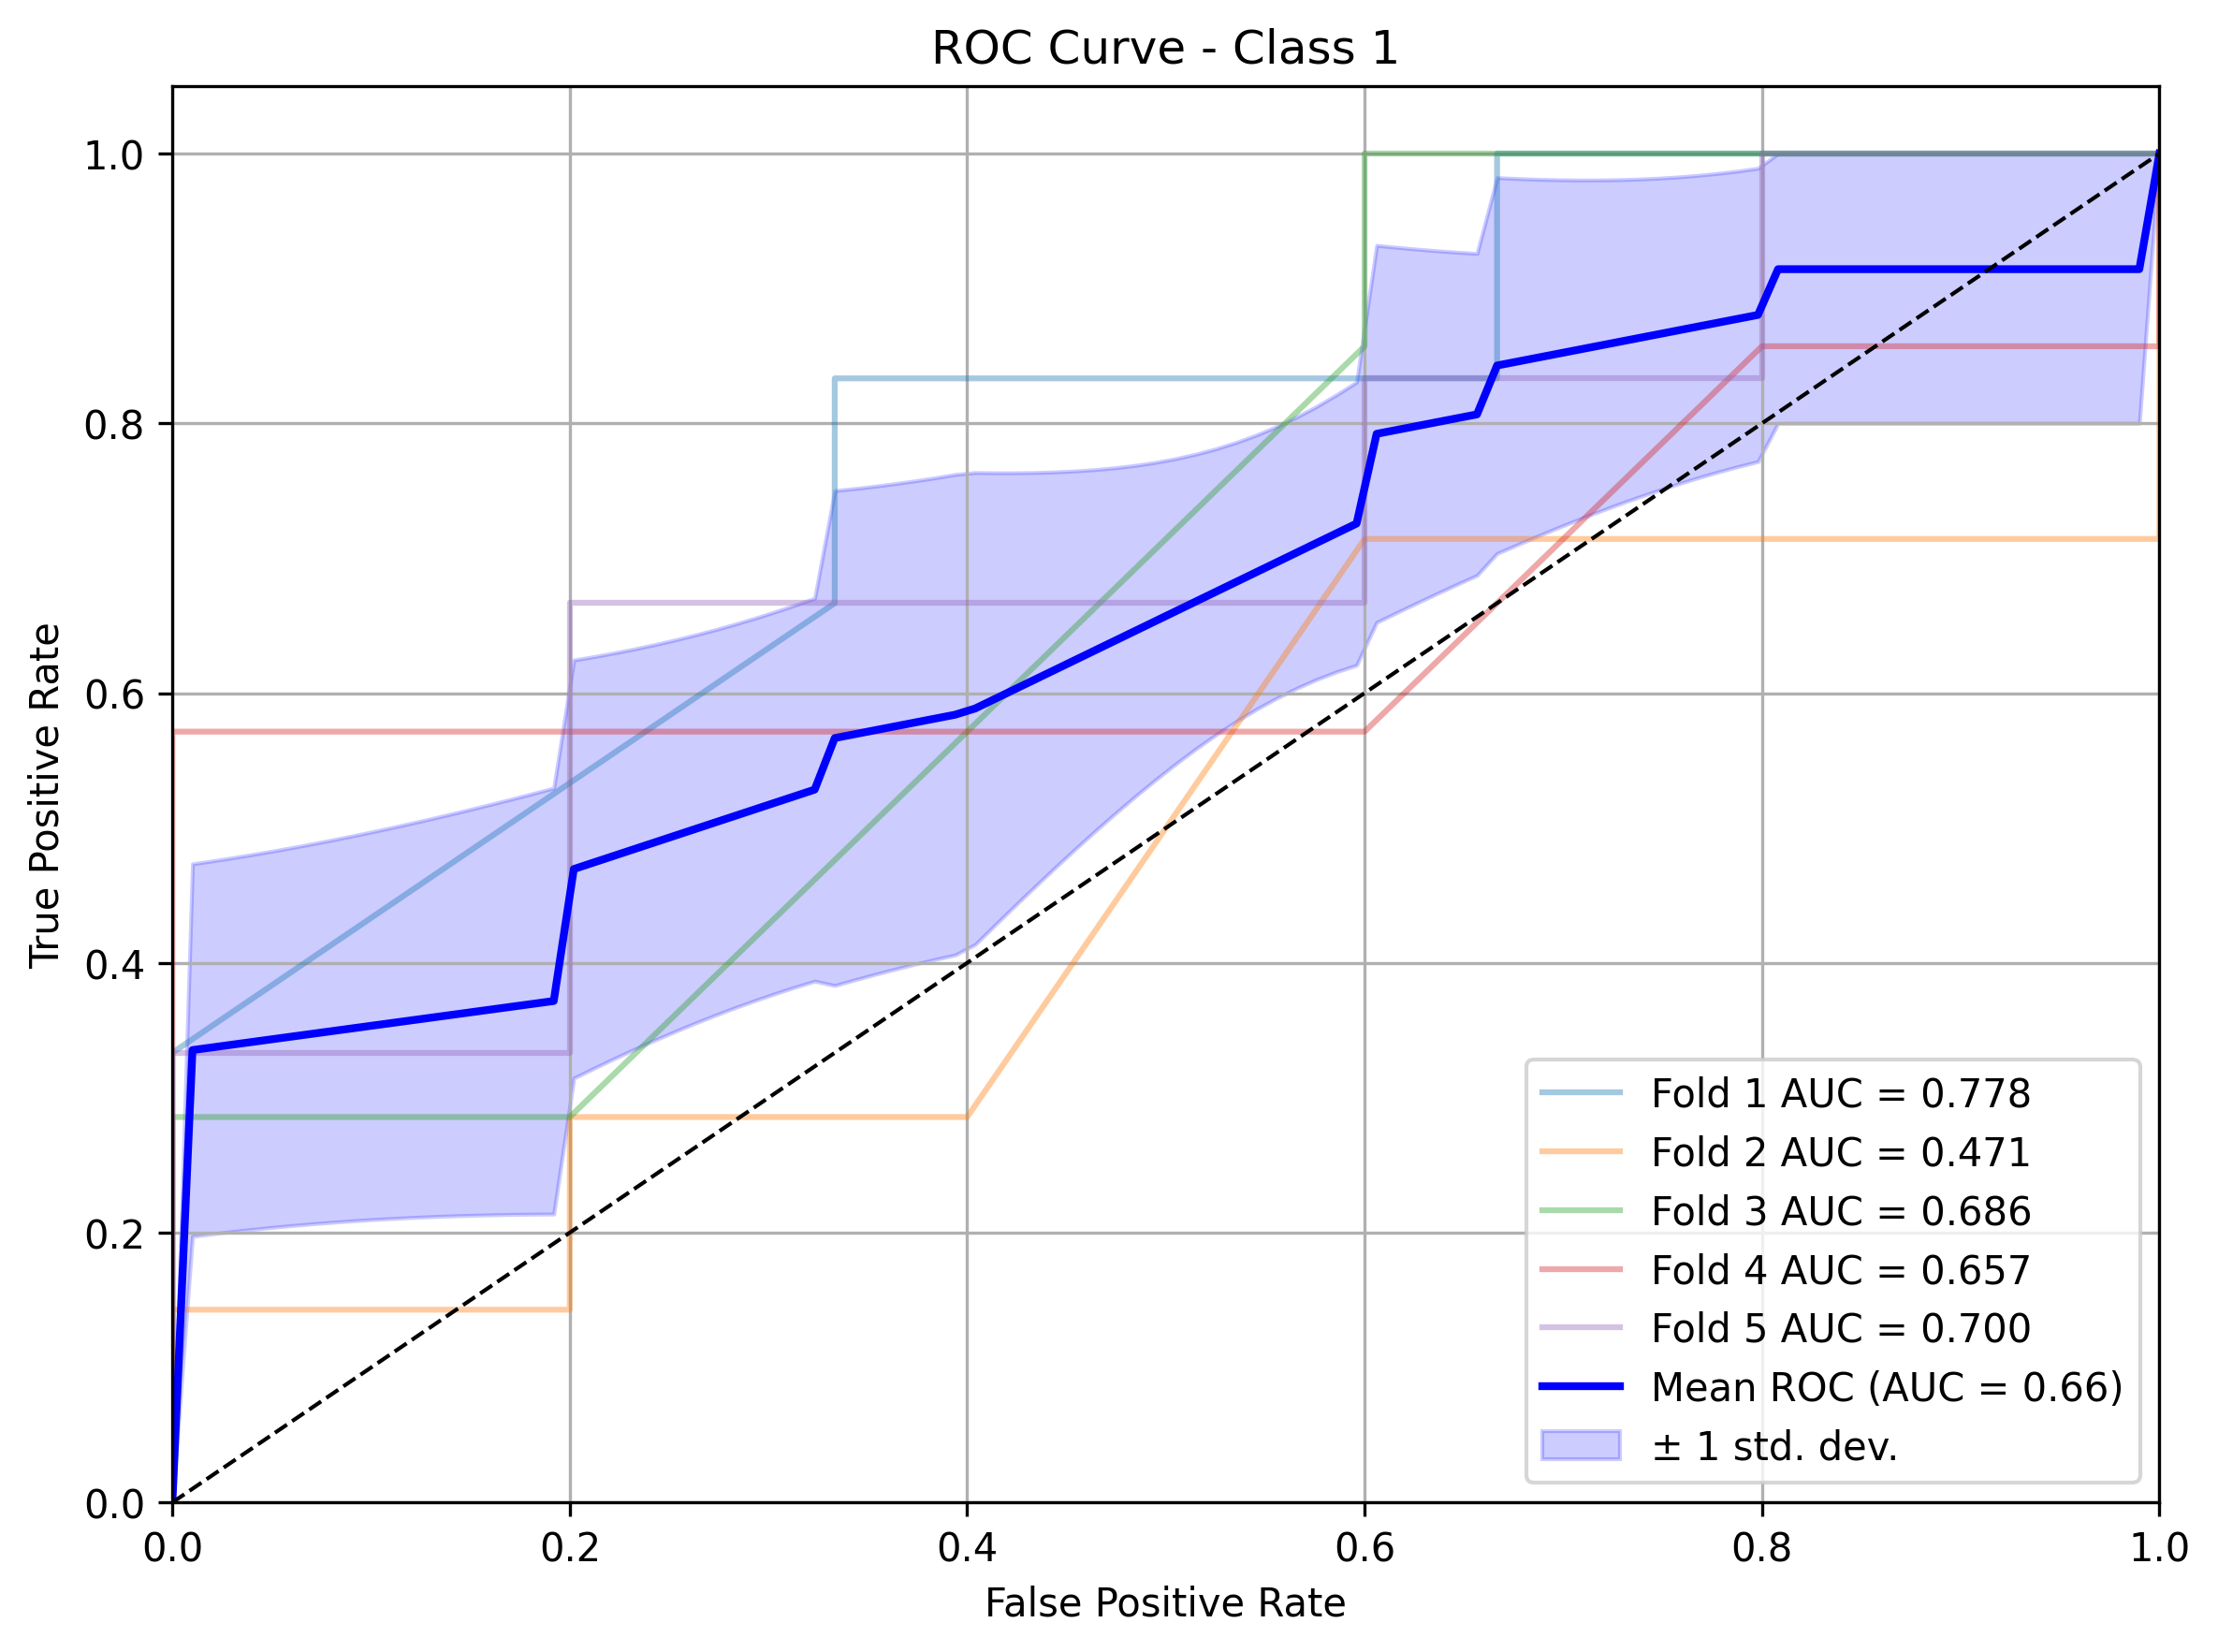 ROC Curve - Class 1
1.0
0.8
0.6
0.4
0.2
0.0
True Positive Rate
0.0 0.2 0.4 0.6 0.8 1.0
False Positive Rate
Fold 1 AUC = 0.778
Fold 2 AUC = 0.471
Fold 3 AUC = 0.686
Fold 4 AUC = 0.657
Fold 5 AUC = 0.700
Mean ROC (AUC = 0.66)
± 1 std. dev.